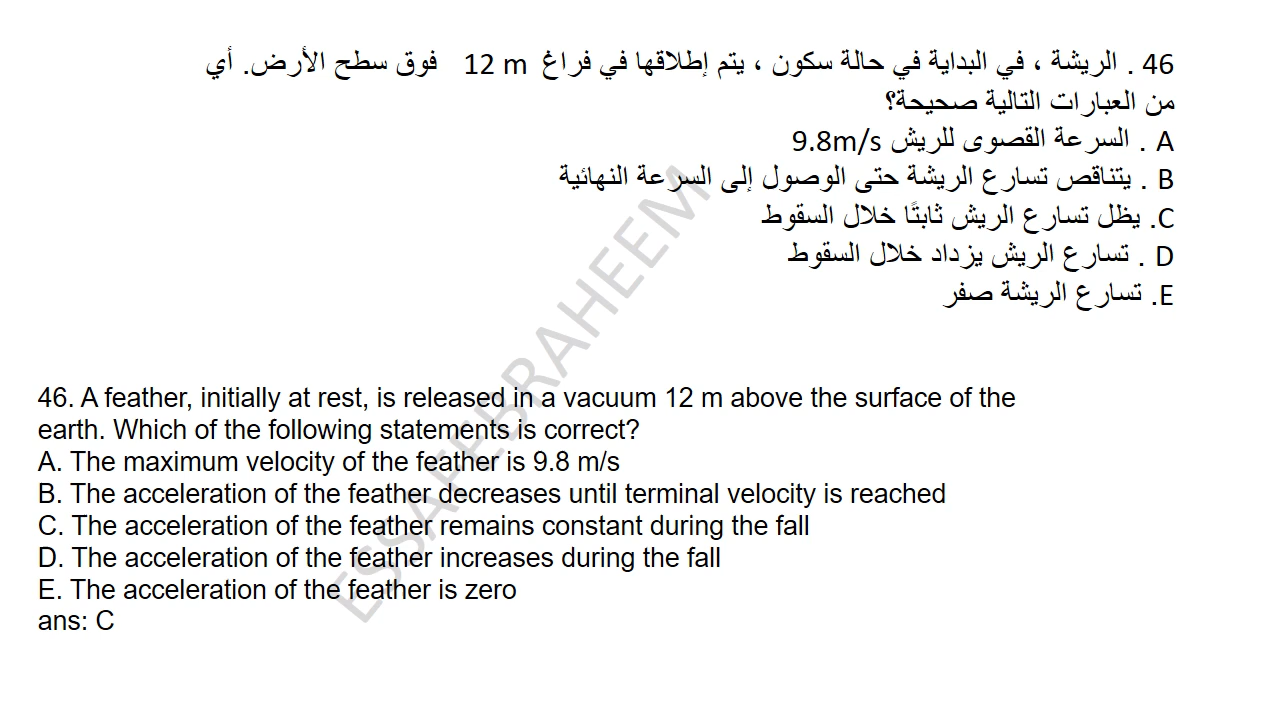 46 . الريشة ، في البداية في حالة سكون ، يتم إطلاقها في فراغ 12 m فوق سطح الأرض. أي
من العبارات التالية صحيحة؟
A . السرعة القصوى للريش 9.8m/s
B . يتناقص تسارع الريشة حتى الوصول إلى السرعة النهائية
C. يظل تسارع الريش ثابتًا خلال السقوط
D . تسارع الريش يزداد خلال السقوط
E. تسارع الريشة صفر
46. A feather, initially at rest, is released in a vacuum 12 m above the surface of the
earth. Which of the following statements is correct?
A. The maximum velocity of the feather is 9.8 m/s
B. The acceleration of the feather decreases until terminal velocity is reached
C. The acceleration of the feather remains constant during the fall
D. The acceleration of the feather increases during the fall
E. The acceleration of the feather is zero
ans: C
ESSAFEBRAHEEM